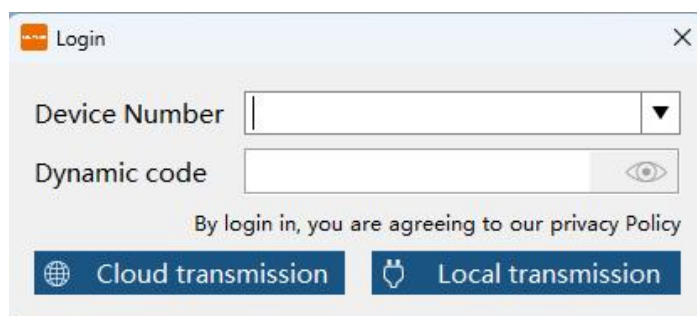 Login
Device Number
Dynamic code
By login in, you are agreeing to our privacy Policy
Cloud transmission
Local transmission